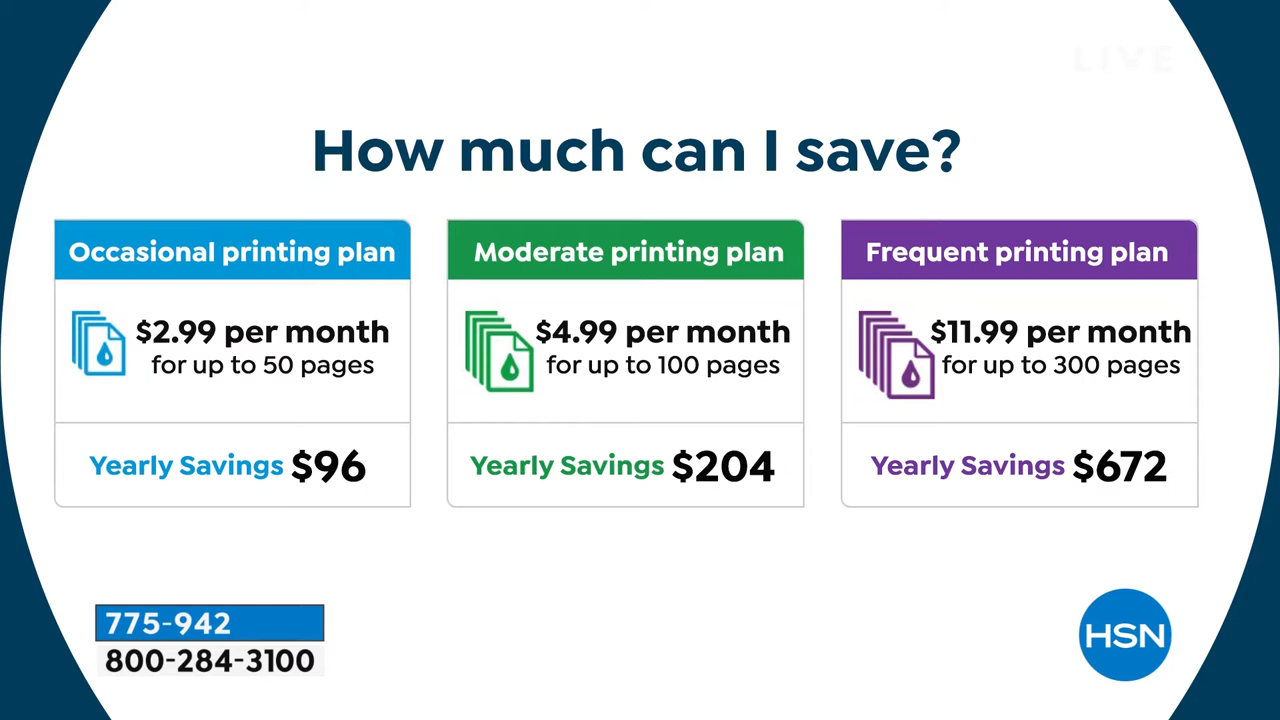 LIVE
How much can I save?
Occasional printing plan
$2.99 per month
for up to 50 pages
Yearly Savings $96
Moderate printing plan
$4.99 per month
for up to 100 pages
Yearly Savings $204
Frequent printing plan
$11.99 per month
for up to 300 pages
Yearly Savings $672
775-942
800-284-3100
HSN